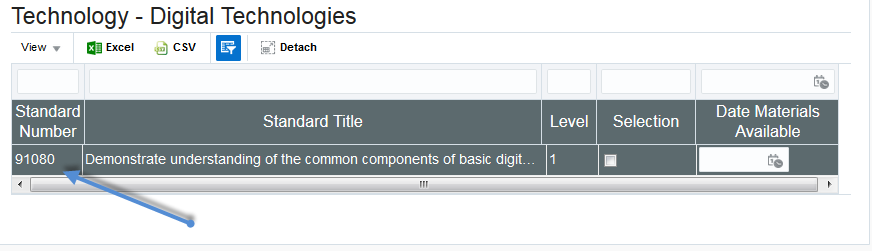 Technology - Digital Technologies
View Excel CSV Detach
Standard Number Standard Title Level Selection Date Materials Available
91080 Demonstrate understanding of the common components of basic digit... 1